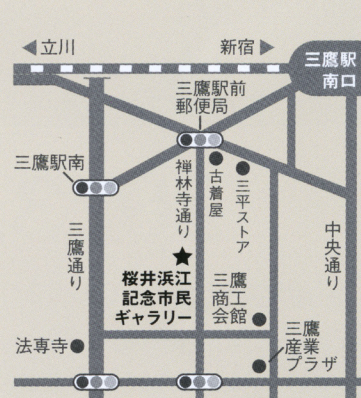 立川
新宿
三鷹駅
南口
三鷹駅前
郵便局
三鷹駅南
禅林寺通り
古着屋
三平ストア
三鷹通り
中央通り
桜井浜江
記念市民
ギャラリー
三鷹
商工
会館
三鷹
産業
プラザ
法専寺